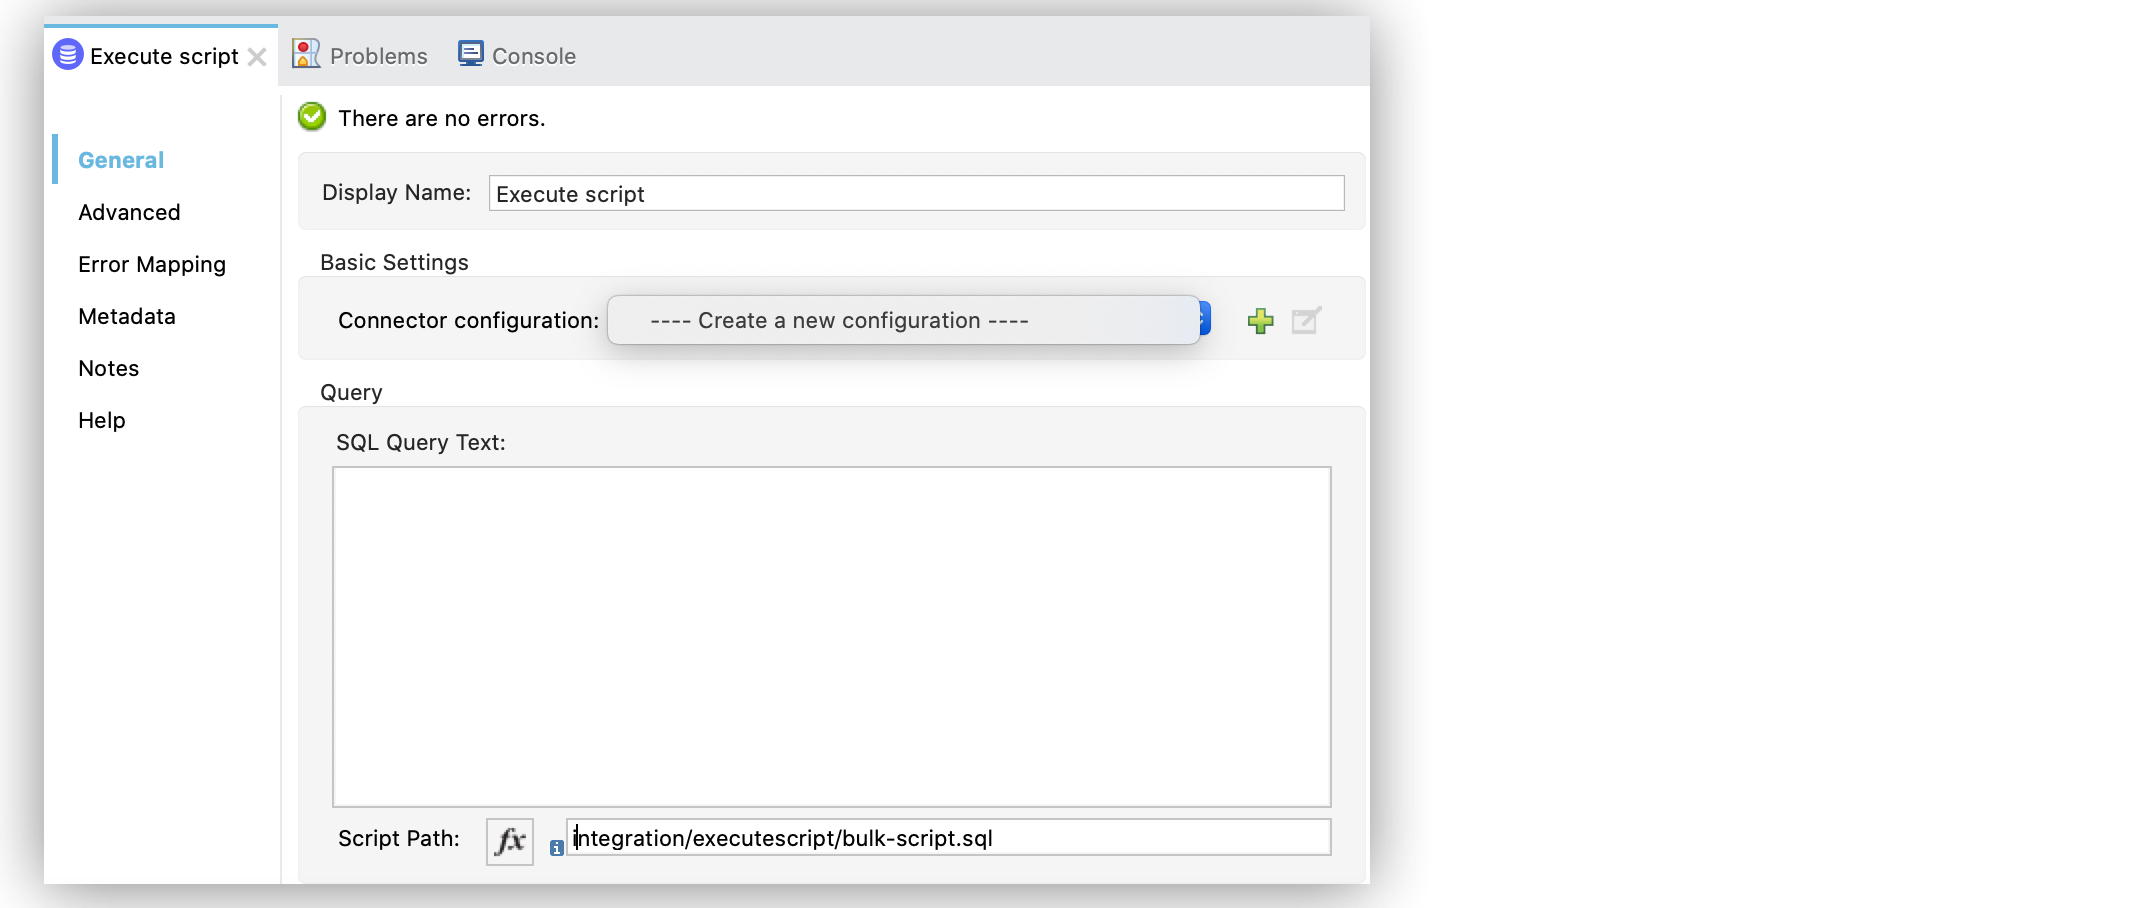 Execute script
Problems
Console
There are no errors.
General
Advanced
Error Mapping
Metadata
Notes
Help
Display Name: Execute script
Basic Settings
Connector configuration: ---- Create a new configuration ----
Query
SQL Query Text:
Script Path: fx integration/executescript/bulk-script.sql